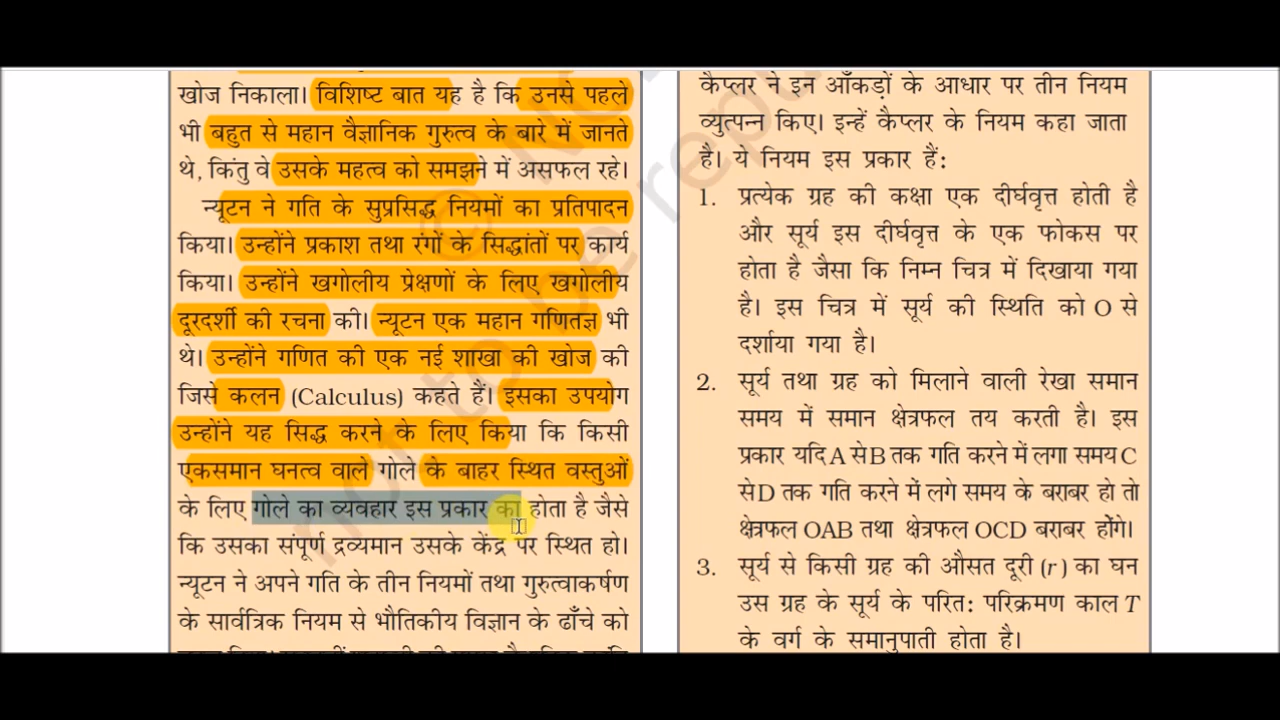 खोज निकाला। विशिष्ट बात यह है कि उनसे पहले
भी बहुत से महान वैज्ञानिक गुरुत्व के बारे में जानते
थे, किंतु वे उसके महत्व को समझने में असफल रहे।
न्यूटन ने गति के सुप्रसिद्ध नियमों का प्रतिपादन
किया। उन्होंने प्रकाश तथा रंगों के सिद्धांतों पर कार्य
किया। उन्होंने खगोलीय प्रेक्षणों के लिए खगोलीय
दूरदर्शी की रचना की। न्यूटन एक महान गणितज्ञ भी
थे। उन्होंने गणित की एक नई शाखा की खोज की
जिसे कलन (Calculus) कहते हैं। इसका उपयोग
उन्होंने यह सिद्ध करने के लिए किया कि किसी
एकसमान घनत्व वाले गोले के बाहर स्थित वस्तुओं
के लिए गोले का व्यवहार इस प्रकार का होता है जैसे
कि उसका संपूर्ण द्रव्यमान उसके केंद्र पर स्थित हो।
न्यूटन ने अपने गति के तीन नियमों तथा गुरुत्वाकर्षण
के सार्वत्रिक नियम से भौतिकीय विज्ञान के ढाँचे को
कैप्लर ने इन आँकड़ों के आधार पर तीन नियम
व्युत्पन्न किए। इन्हें कैप्लर के नियम कहा जाता
है। ये नियम इस प्रकार हैं:
1. प्रत्येक ग्रह की कक्षा एक दीर्घवृत्त होती है
और सूर्य इस दीर्घवृत्त के एक फोकस पर
होता है जैसा कि निम्न चित्र में दिखाया गया
है। इस चित्र में सूर्य की स्थिति को O से
दर्शाया गया है।
2. सूर्य तथा ग्रह को मिलाने वाली रेखा समान
समय में समान क्षेत्रफल तय करती है। इस
प्रकार यदि A से B तक गति करने में लगा समय C
से D तक गति करने में लगे समय के बराबर हो तो
क्षेत्रफल OAB तथा क्षेत्रफल OCD बराबर होंगे।
3. सूर्य से किसी ग्रह की औसत दूरी (r) का घन
उस ग्रह के सूर्य के परित: परिक्रमण काल T
के वर्ग के समानुपाती होता है।
© 
to be rep